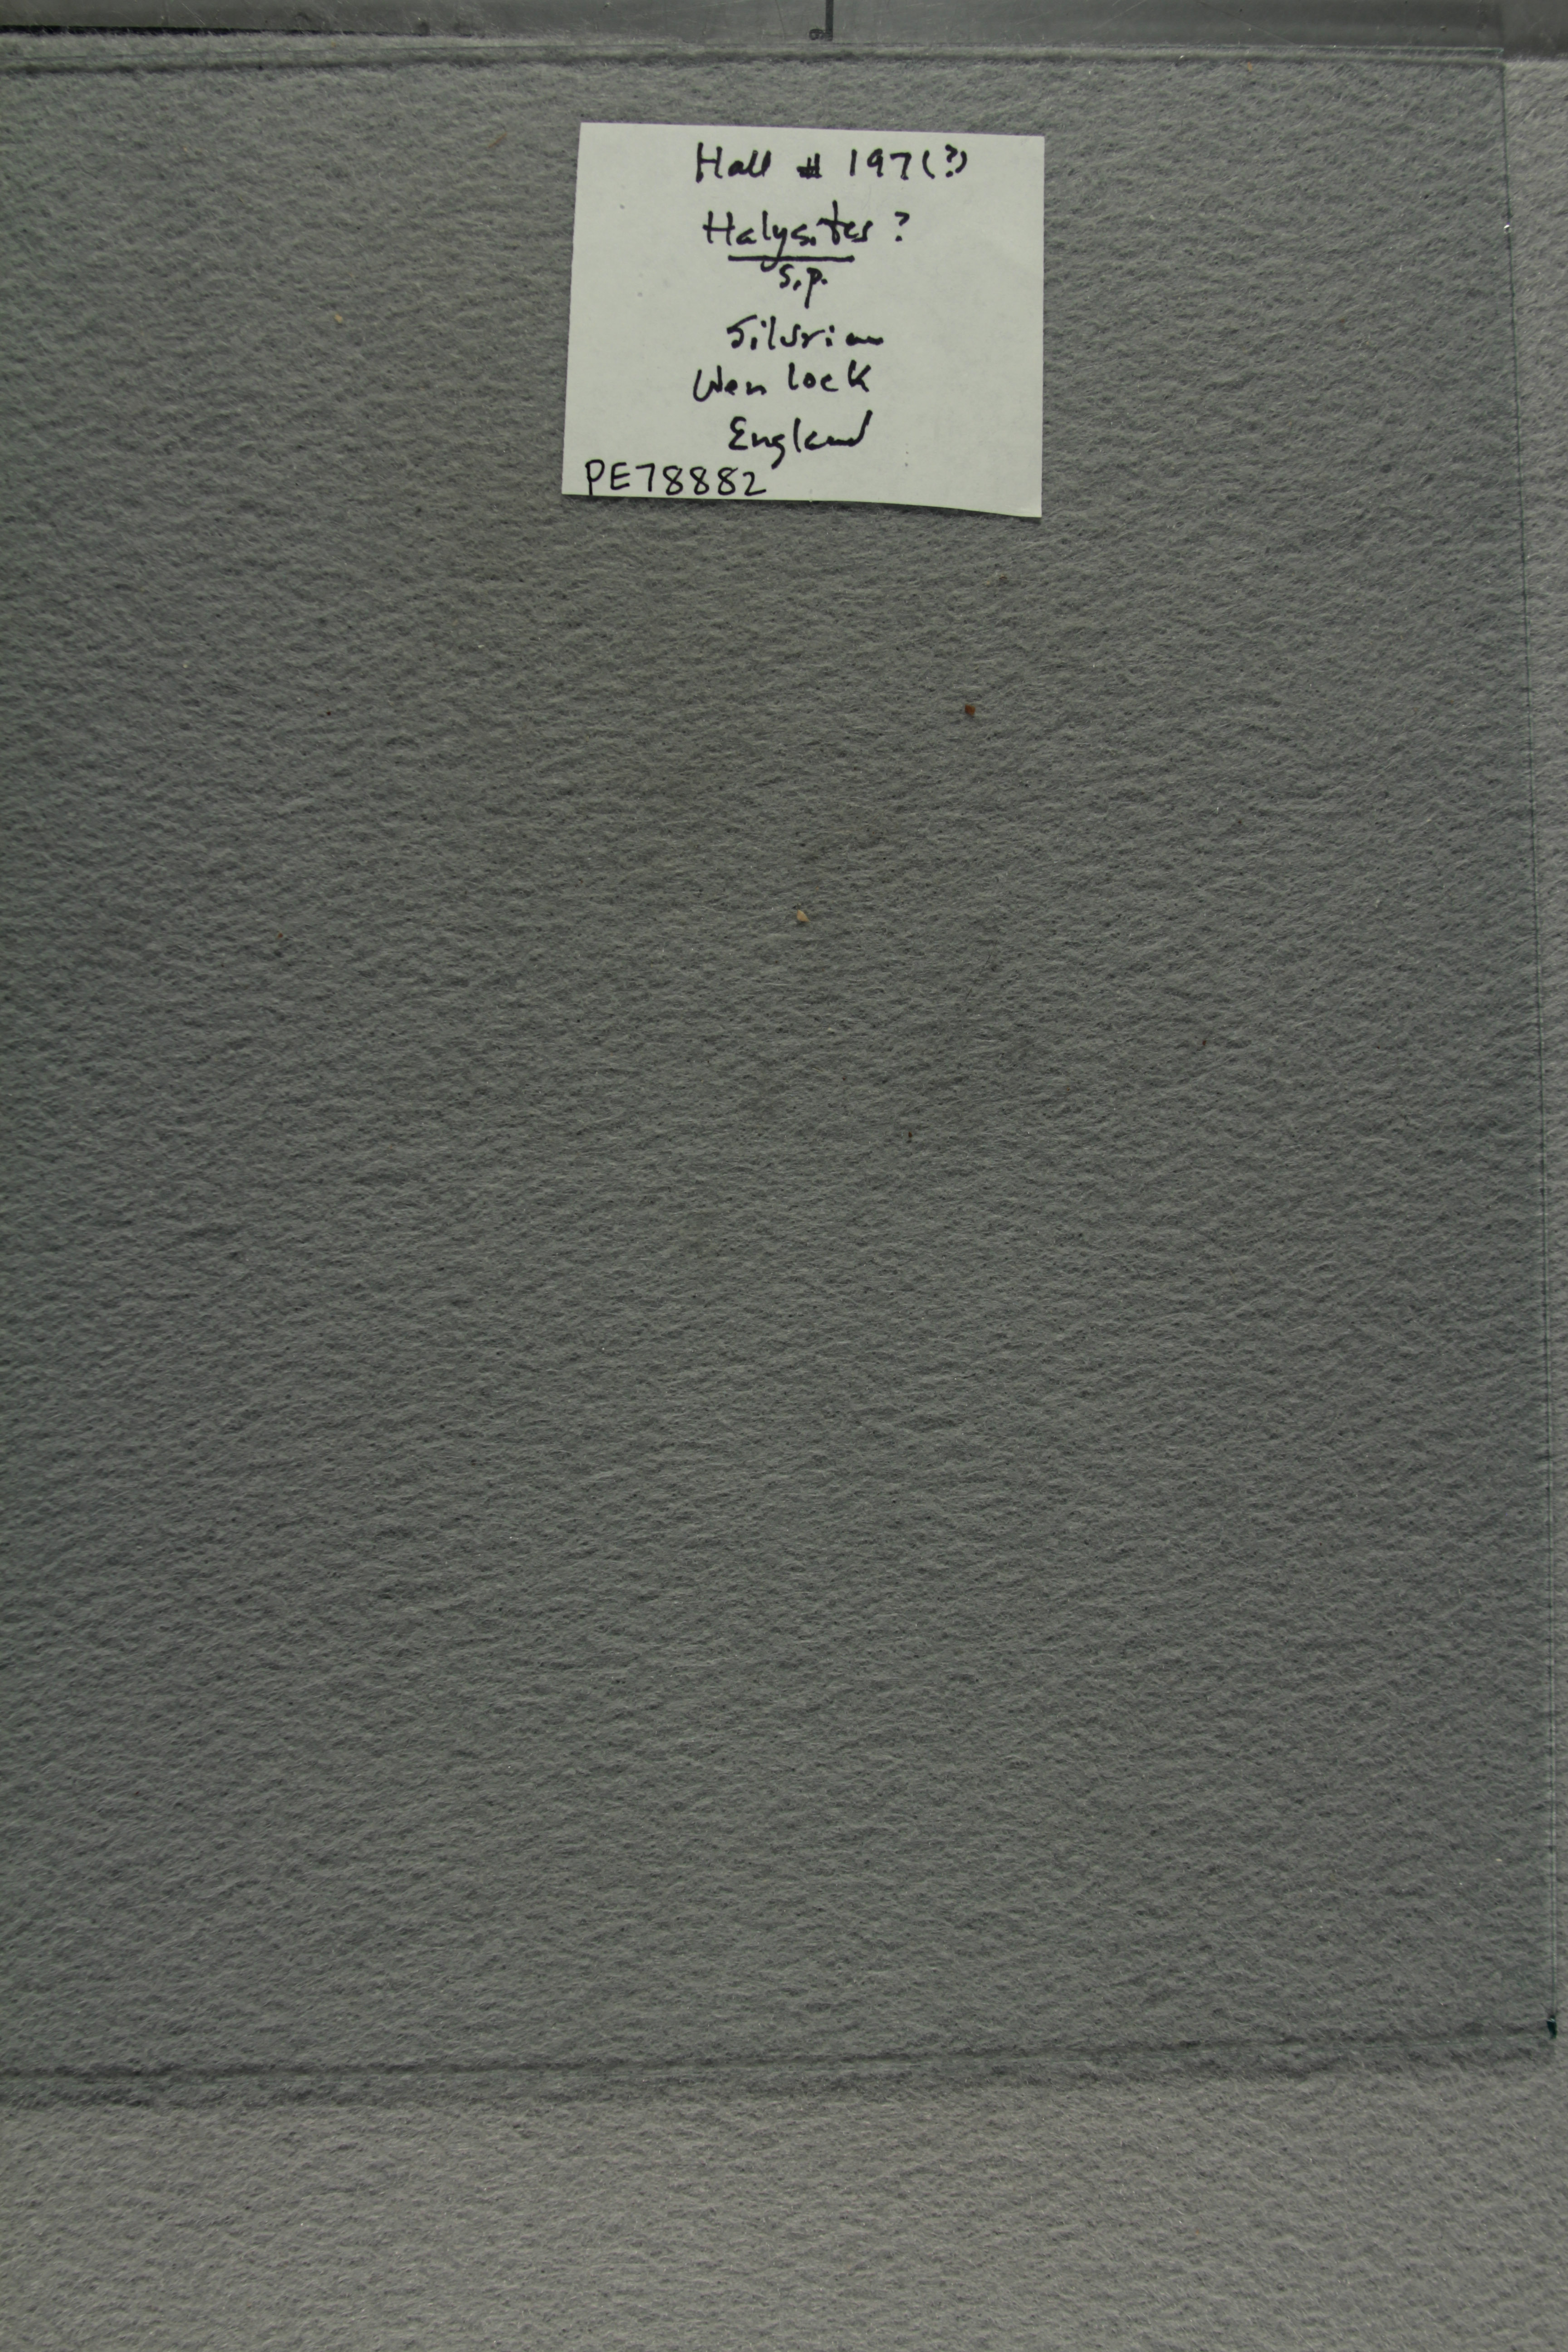 Hall # 197(?)
Halysites ?
s.p.
Silurian
Wenlock
England
PE78882